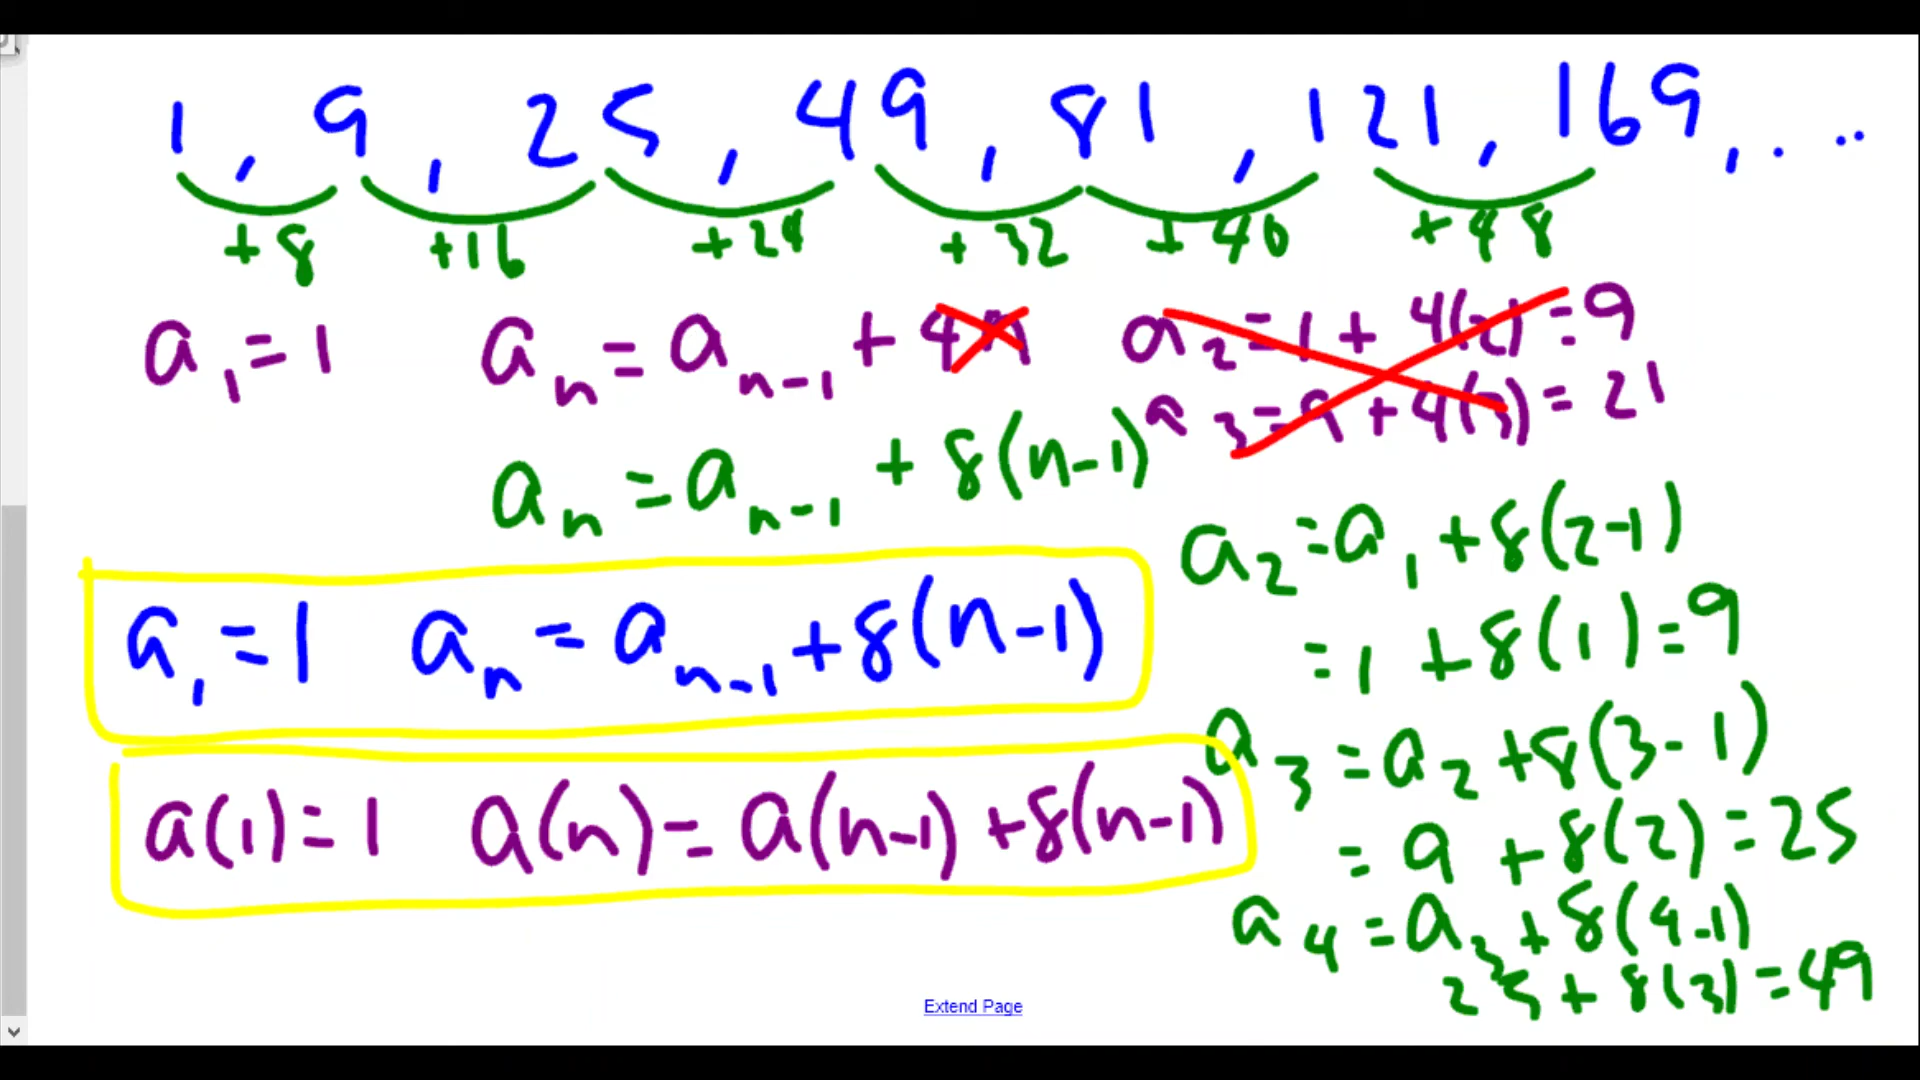 1, 9, 25, 49, 81, 121, 169, ...
+8 +16 +24 +32 +40 +48
a₁ = 1 aₙ = aₙ₋₁ + 4n a₂ = 1 + 4(2) = 9
a₃ = 9 + 4(3) = 21
aₙ = aₙ₋₁ + 8(n-1)
a₂ = a₁ + 8(2-1)
= 1 + 8(1) = 9
a₁ = 1 aₙ = aₙ₋₁ + 8(n-1)
a₃ = a₂ + 8(3-1)
= 9 + 8(2) = 25
a(1) = 1 a(n) = a(n-1) + 8(n-1)
a₄ = a₃ + 8(4-1)
25 + 8(3) = 49
Extend Page